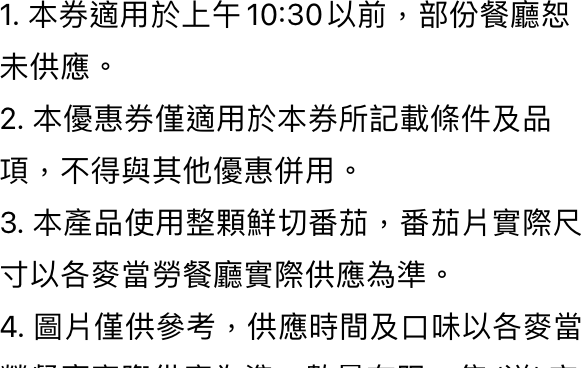 1. 本券適用於上午10:30以前，部份餐廳恕
未供應。
2. 本優惠券僅適用於本券所記載條件及品
項，不得與其他優惠併用。
3. 本產品使用整顆鮮切番茄，番茄片實際尺
寸以各麥當勞餐廳實際供應為準。
4. 圖片僅供參考，供應時間及口味以各麥當